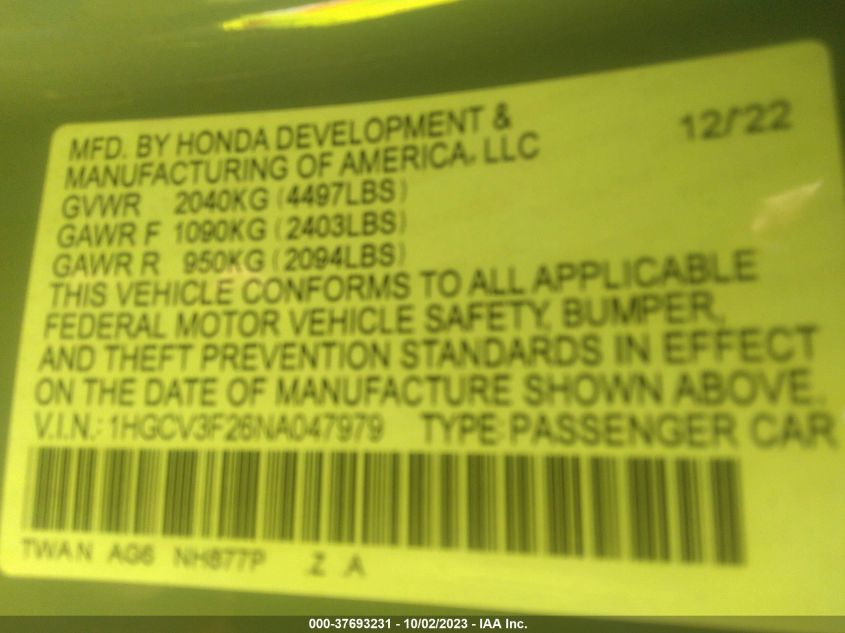 12/'22
MFD. BY HONDA DEVELOPMENT &
MANUFACTURING OF AMERICA, LLC
GVWR 2040KG (4497LBS)
GAWR F 1090KG (2403LBS)
GAWR R 950KG (2094LBS)
THIS VEHICLE CONFORMS TO ALL APPLICABLE
FEDERAL MOTOR VEHICLE SAFETY, BUMPER,
AND THEFT PREVENTION STANDARDS IN EFFECT
ON THE DATE OF MANUFACTURE SHOWN ABOVE.
V.I.N.: 1HGCV3F26NA047979 TYPE:PASSENGER CAR
TWAN AG6 NH877P Z A
000-37693231 - 10/02/2023 - IAA Inc.